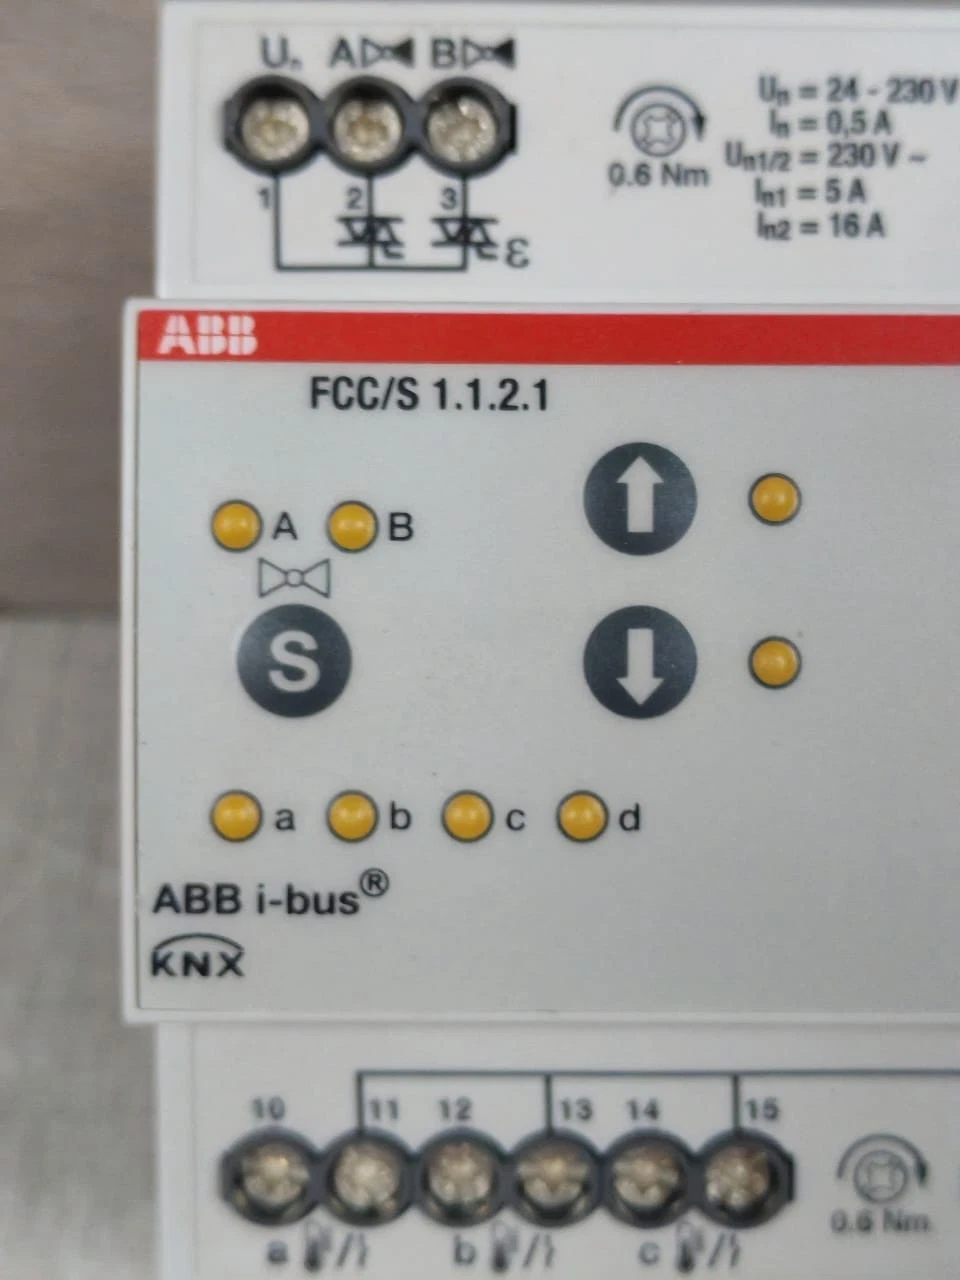 Un A B
Un = 24 - 230 V
In = 0,5 A
0.6 Nm
Un1/2 = 230 V ~
In1 = 5 A
In2 = 16 A
1 2 3
ε
ABB
FCC/S 1.1.2.1
A B
S
a b c d
ABB i-bus®
KNX
10 11 12 13 14 15
0.6 Nm
a b c